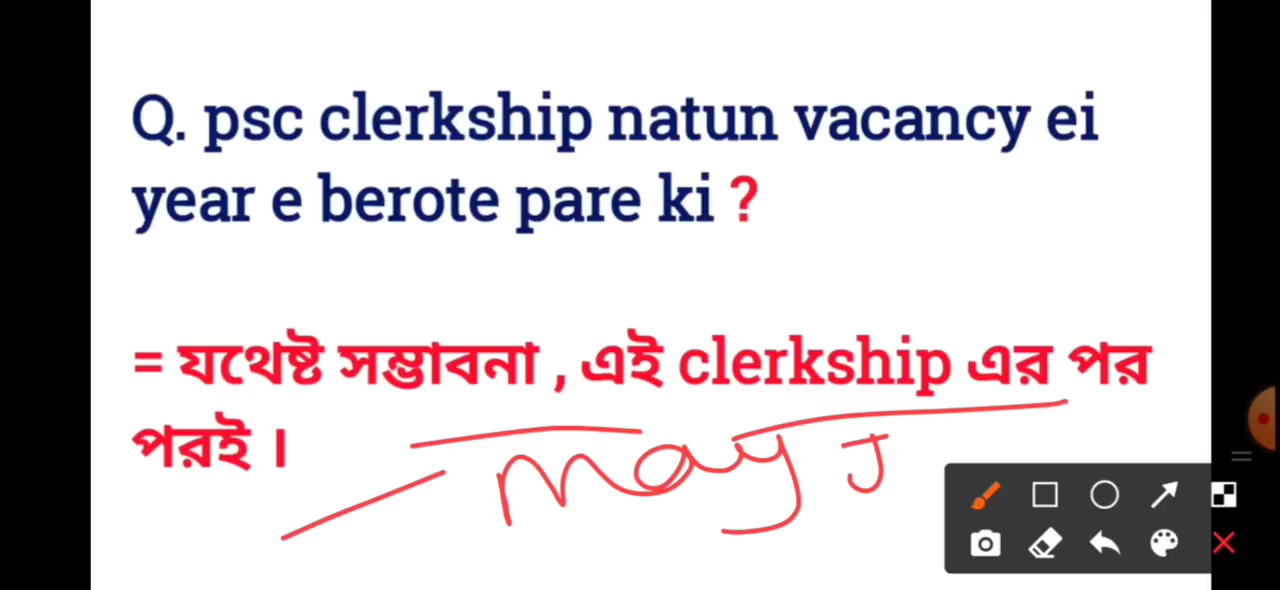 Q. psc clerkship natun vacancy ei
year e berote pare ki ?
= যথেষ্ট সম্ভাবনা , এই clerkship এর পর
পরই ।
May J